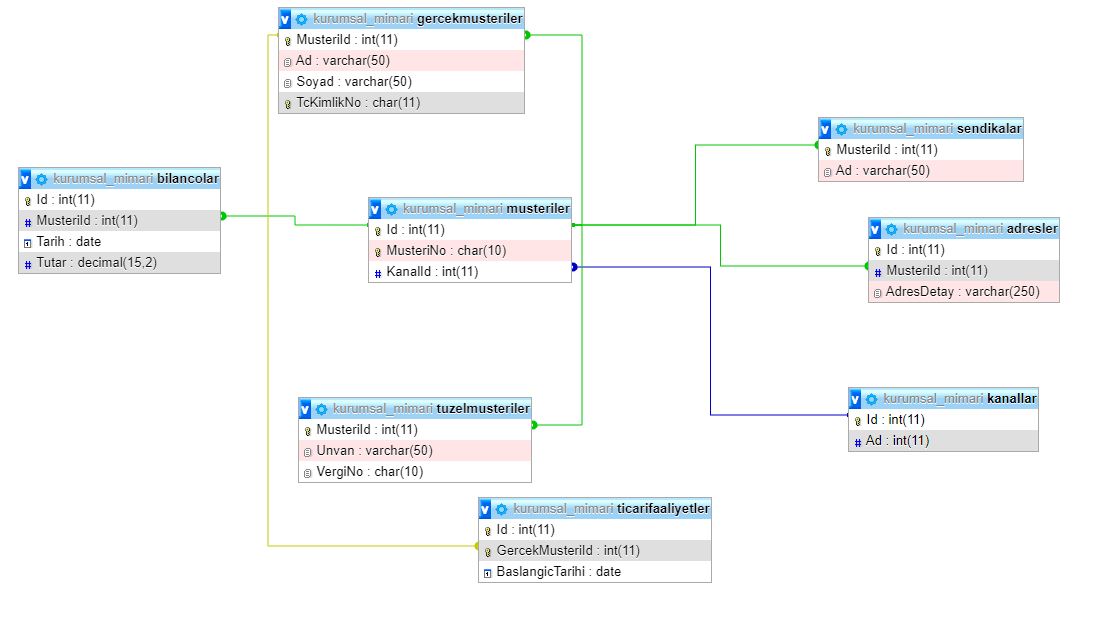 kurumsal_mimari gercekmusteriler
MusteriId : int(11)
Ad : varchar(50)
Soyad : varchar(50)
TcKimlikNo : char(11)
kurumsal_mimari sendikalar
MusteriId : int(11)
Ad : varchar(50)
kurumsal_mimari bilancolar
Id : int(11)
MusteriId : int(11)
Tarih : date
Tutar : decimal(15,2)
kurumsal_mimari musteriler
Id : int(11)
MusteriNo : char(10)
KanalId : int(11)
kurumsal_mimari adresler
Id : int(11)
MusteriId : int(11)
AdresDetay : varchar(250)
kurumsal_mimari kanallar
Id : int(11)
Ad : int(11)
kurumsal_mimari tuzelmusteriler
MusteriId : int(11)
Unvan : varchar(50)
VergiNo : char(10)
kurumsal_mimari ticarifaaliyetler
Id : int(11)
GercekMusteriId : int(11)
BaslangicTarihi : date